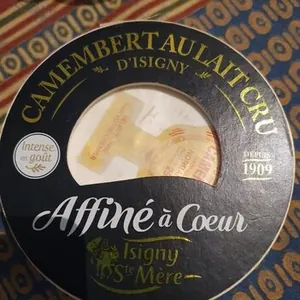 CAMEMBERT AU LAIT CRU
D'ISIGNY
Intense
en goût
DEPUIS
1909
Affiné à Coeur
Isigny
Ste Mère